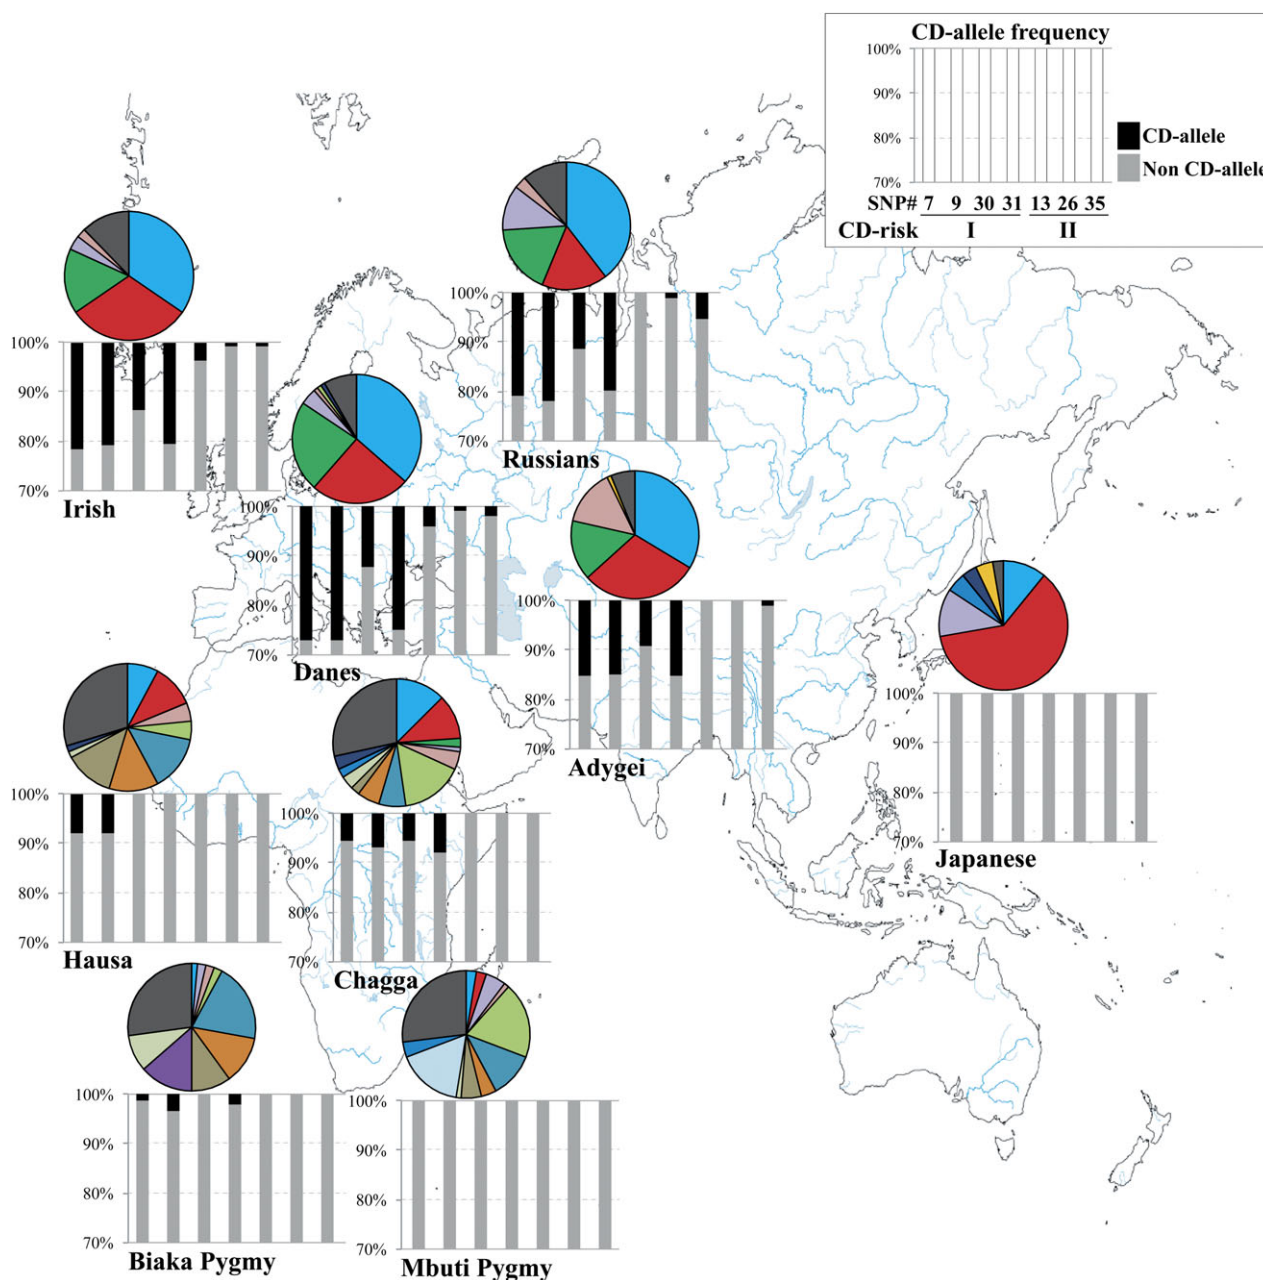 CD-allele frequency
100%
90%
80%
70%
CD-allele
Non CD-allele
SNP# 7 9 30 31 13 26 35
CD-risk I II
100%
90%
80%
70%
Russians
100%
90%
80%
70%
Irish
100%
90%
80%
70%
Danes
100%
90%
80%
70%
Adygei
100%
90%
80%
70%
Japanese
100%
90%
80%
70%
Hausa
100%
90%
80%
70%
Chagga
100%
90%
80%
70%
Biaka Pygmy
100%
90%
80%
70%
Mbuti Pygmy